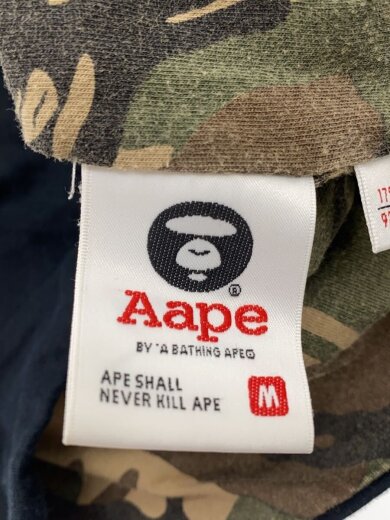 Aape®
BY *A BATHING APE®
APE SHALL
NEVER KILL APE
M